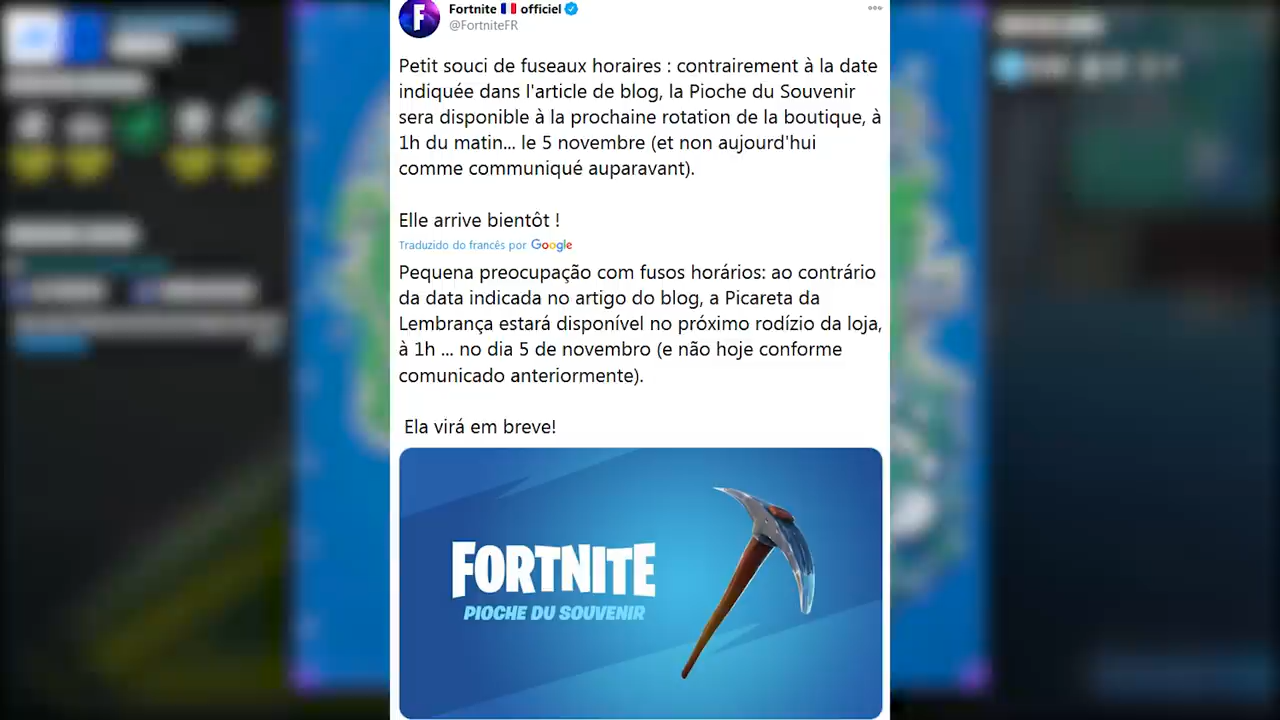 Fortnite 🇫🇷 officiel
@FortniteFR
Petit souci de fuseaux horaires : contrairement à la date
indiquée dans l'article de blog, la Pioche du Souvenir
sera disponible à la prochaine rotation de la boutique, à
1h du matin... le 5 novembre (et non aujourd'hui
comme communiqué auparavant).
Elle arrive bientôt !
Traduzido do francês por Google
Pequena preocupação com fusos horários: ao contrário
da data indicada no artigo do blog, a Picareta da
Lembrança estará disponível no próximo rodízio da loja,
à 1h ... no dia 5 de novembro (e não hoje conforme
comunicado anteriormente).
Ela virá em breve!
FORTNITE
PIOCHE DU SOUVENIR